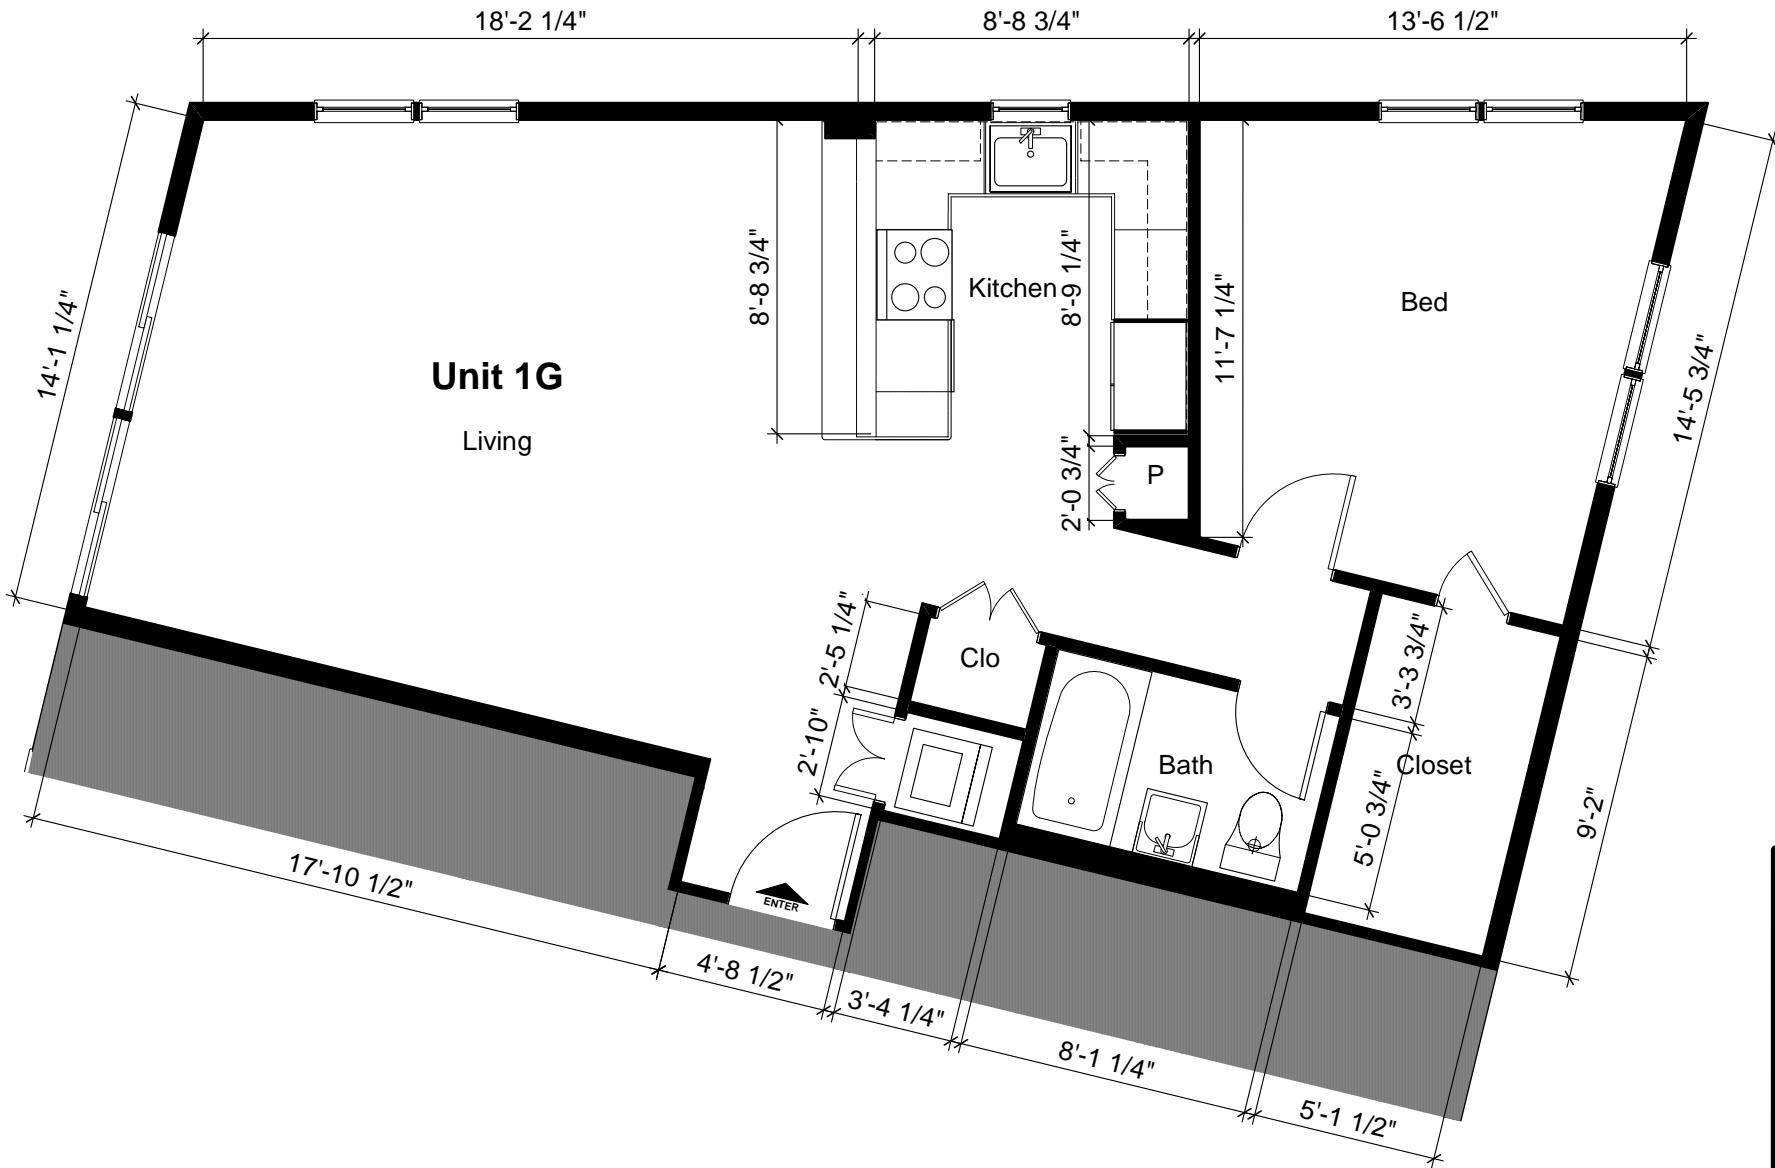 18'-2 1/4"
8'-8 3/4"
13'-6 1/2"
14'-1 1/4"
8'-8 3/4"
Kitchen
8'-9 1/4"
11'-7 1/4"
Bed
14'-5 3/4"
Unit 1G
Living
P
2'-0 3/4"
2'-5 1/4"
Clo
3'-3 3/4"
2'-10"
Bath
Closet
5'-0 3/4"
9'-2"
17'-10 1/2"
ENTER
4'-8 1/2"
3'-4 1/4"
8'-1 1/4"
5'-1 1/2"